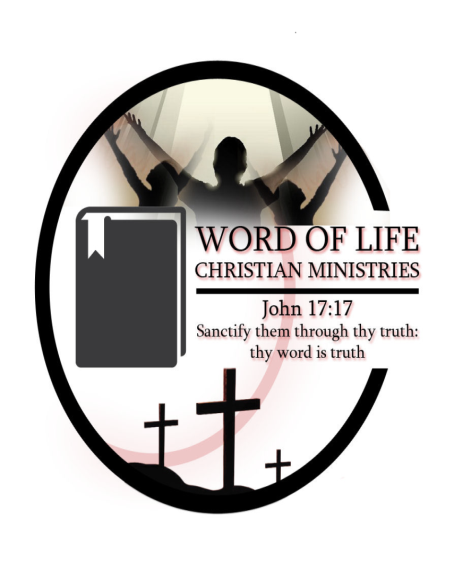 WORD OF LIFE
CHRISTIAN MINISTRIES
John 17:17
Sanctify them through thy truth:
thy word is truth